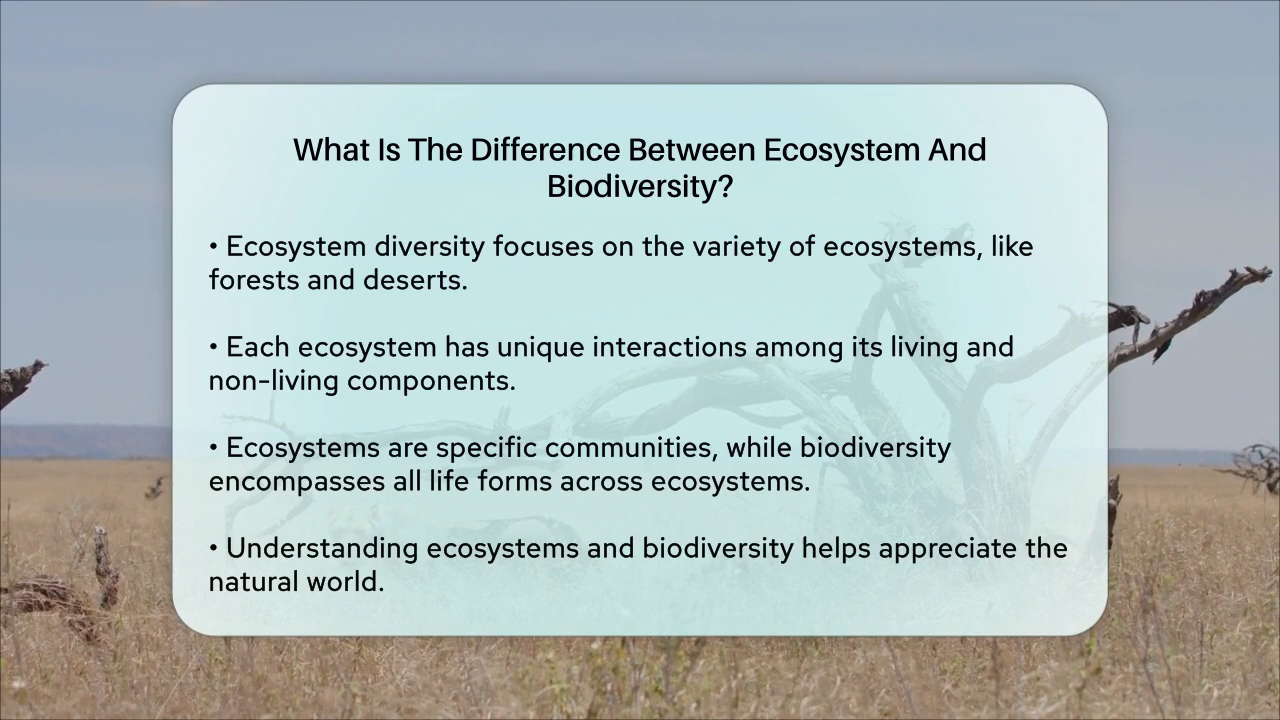 What Is The Difference Between Ecosystem And
Biodiversity?
• Ecosystem diversity focuses on the variety of ecosystems, like
forests and deserts.
• Each ecosystem has unique interactions among its living and
non-living components.
• Ecosystems are specific communities, while biodiversity
encompasses all life forms across ecosystems.
• Understanding ecosystems and biodiversity helps appreciate the
natural world.